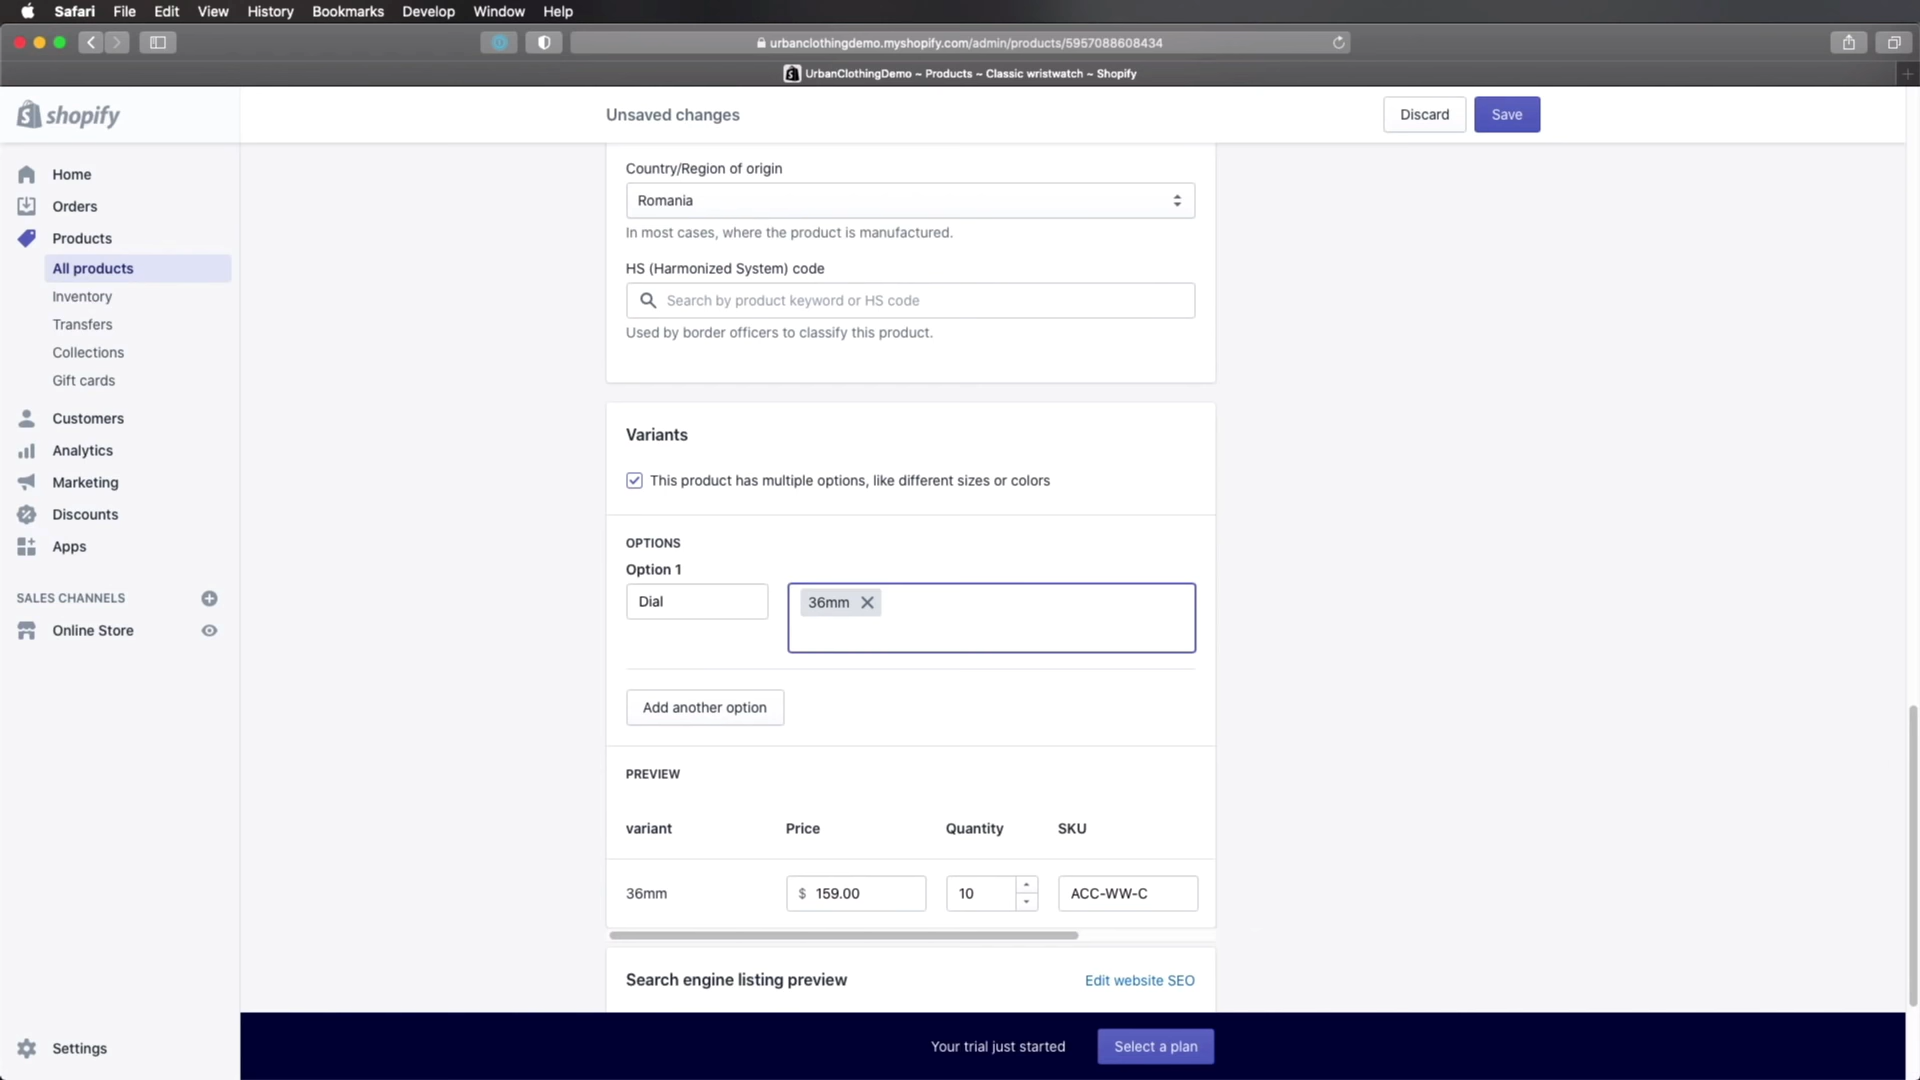 Safari File Edit View History Bookmarks Develop Window Help
urbanclothingdemo.myshopify.com/admin/products/5957088608434
UrbanClothingDemo ~ Products ~ Classic wristwatch ~ Shopify
shopify
Unsaved changes
Discard
Save
Home
Orders
Products
All products
Inventory
Transfers
Collections
Gift cards
Customers
Analytics
Marketing
Discounts
Apps
SALES CHANNELS
Online Store
Settings
Country/Region of origin
Romania
In most cases, where the product is manufactured.
HS (Harmonized System) code
Search by product keyword or HS code
Used by border officers to classify this product.
Variants
This product has multiple options, like different sizes or colors
OPTIONS
Option 1
Dial 36mm
Add another option
PREVIEW
variant Price Quantity SKU
36mm $ 159.00 10 ACC-WW-C
Search engine listing preview Edit website SEO
Your trial just started Select a plan